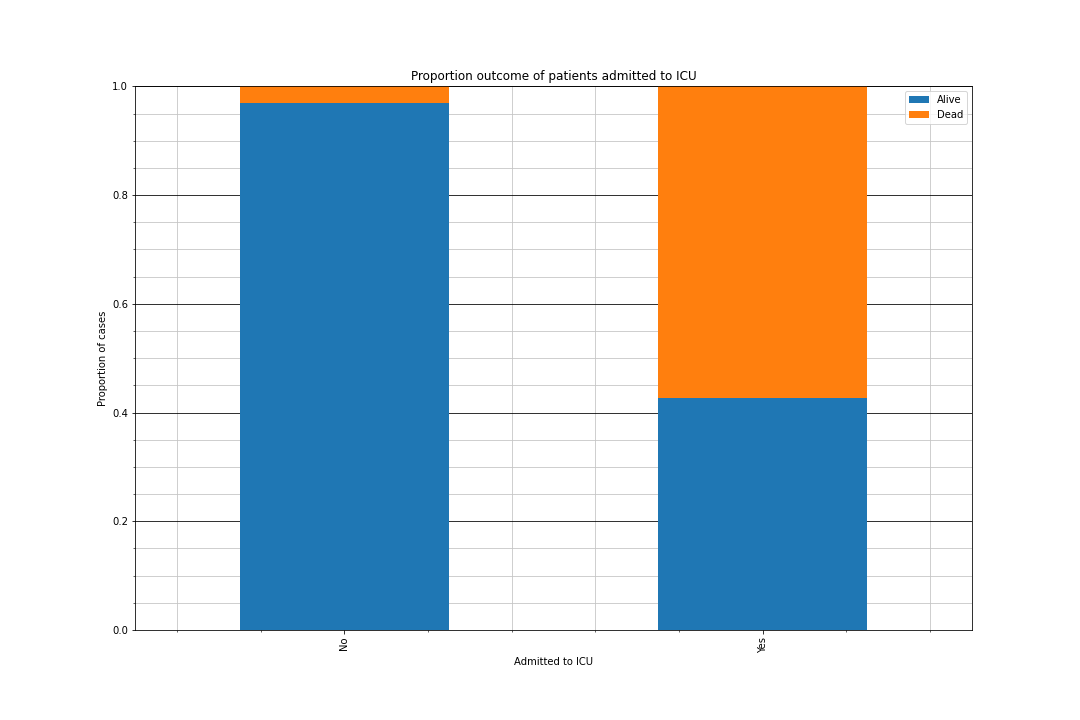 Proportion outcome of patients admitted to ICU
Alive
Dead
1.0
0.8
0.6
0.4
0.2
0.0
Proportion of cases
No
Yes
Admitted to ICU